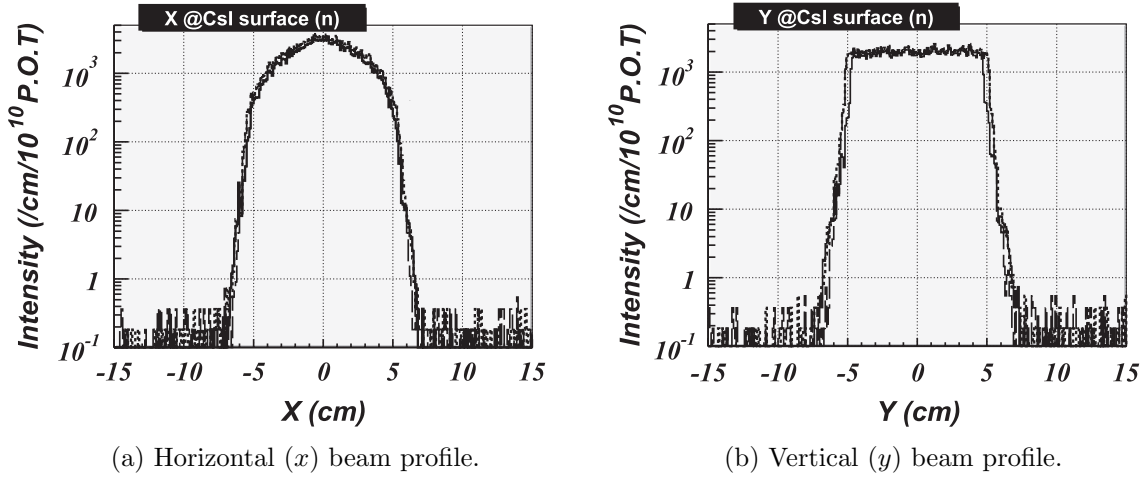 X @CsI surface (n)
Intensity (/cm/10^10 P.O.T)
10^3
10^2
10
1
10^-1
-15 -10 -5 0 5 10 15
X (cm)
(a) Horizontal (x) beam profile.
Y @CsI surface (n)
Intensity (/cm/10^10 P.O.T)
10^3
10^2
10
1
10^-1
-15 -10 -5 0 5 10 15
Y (cm)
(b) Vertical (y) beam profile.